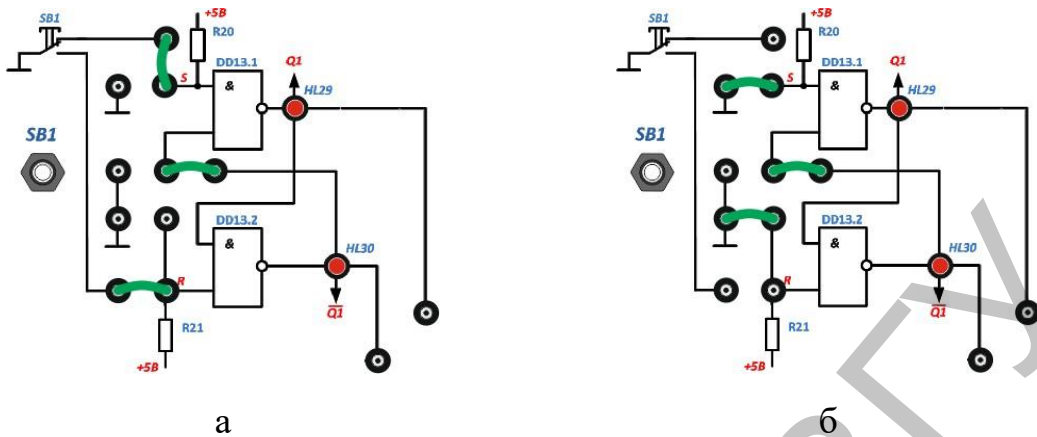 SB1
+5В
R20
DD13.1
Q1
HL29
S
&
SB1
DD13.2
&
HL30
R
Q1
R21
+5В
а
SB1
+5В
R20
DD13.1
Q1
HL29
S
&
SB1
DD13.2
&
HL30
R
Q1
R21
+5В
б